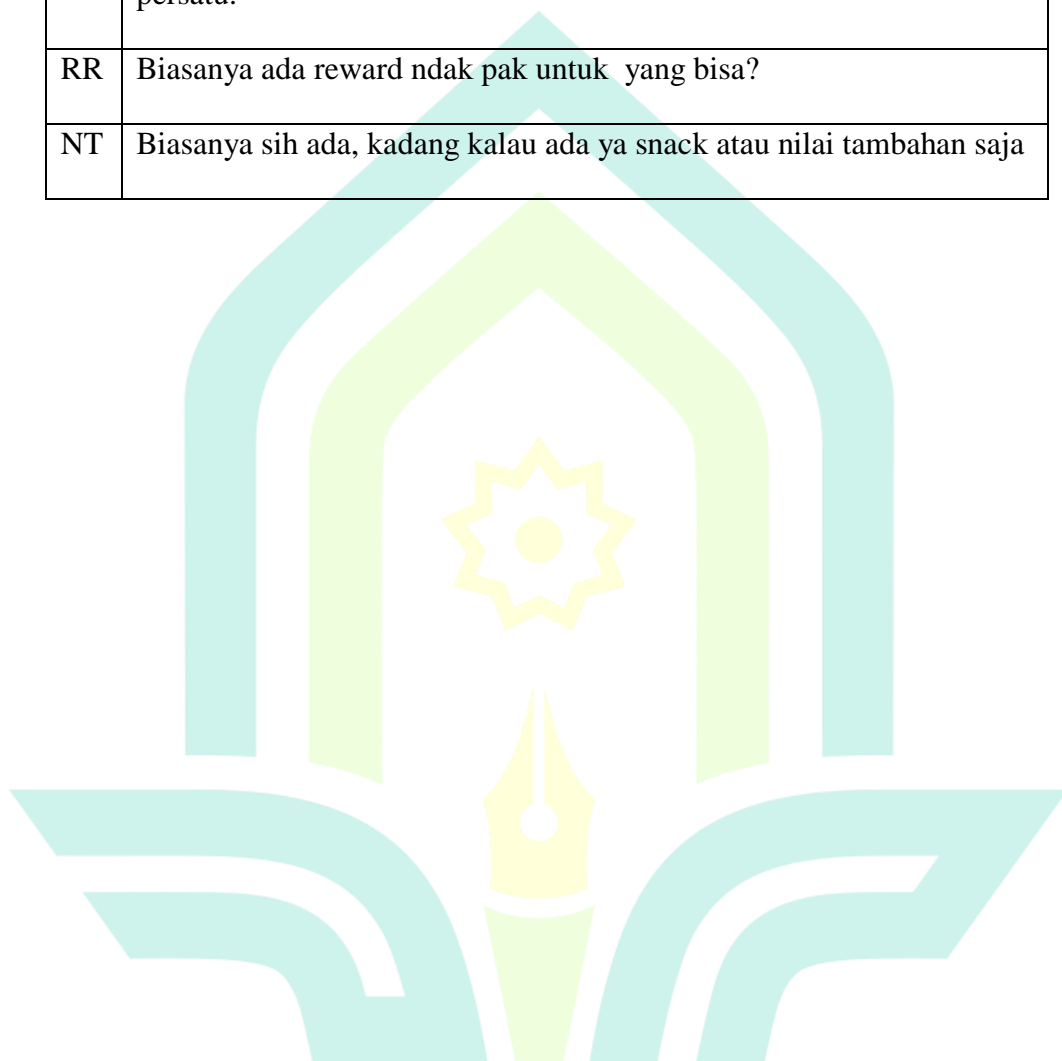 persatu.
RR Biasanya ada reward ndak pak untuk yang bisa?
NT Biasanya sih ada, kadang kalau ada ya snack atau nilai tambahan saja